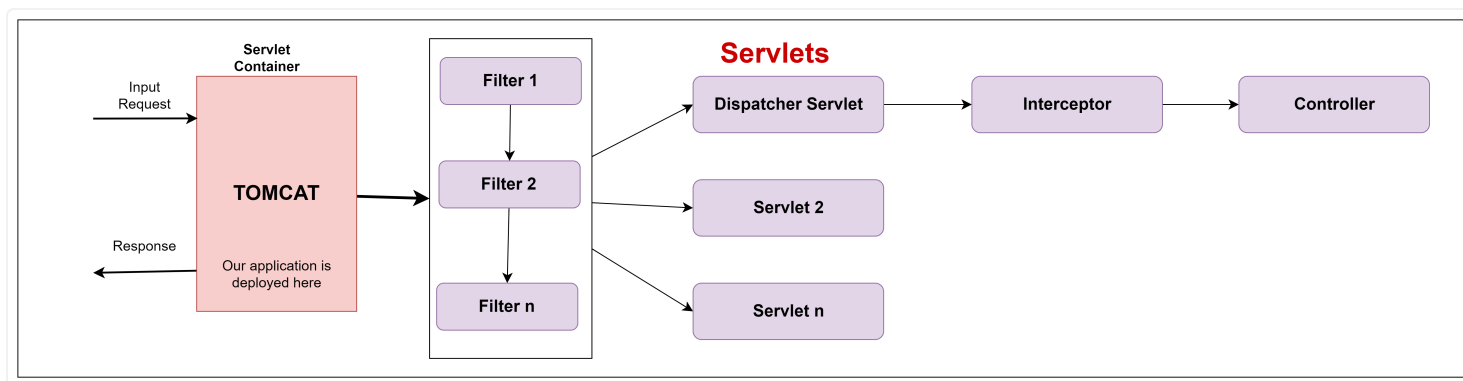 Servlet
Container
Input
Request
TOMCAT
Response
Our application is
deployed here
Filter 1
Filter 2
Filter n
Servlets
Dispatcher Servlet
Interceptor
Controller
Servlet 2
Servlet n